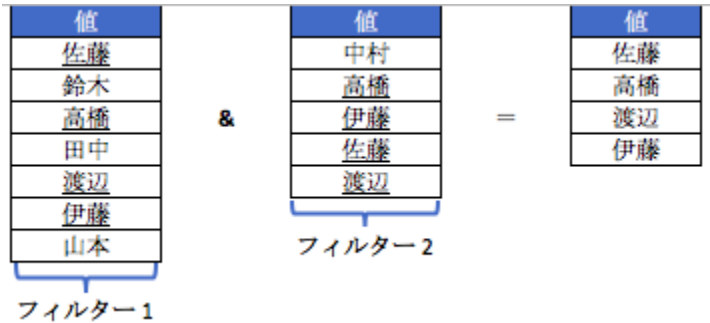 値
佐藤
鈴木
高橋
田中
渡辺
伊藤
山本
フィルター1
&
値
中村
高橋
伊藤
佐藤
渡辺
フィルター2
=
値
佐藤
高橋
渡辺
伊藤